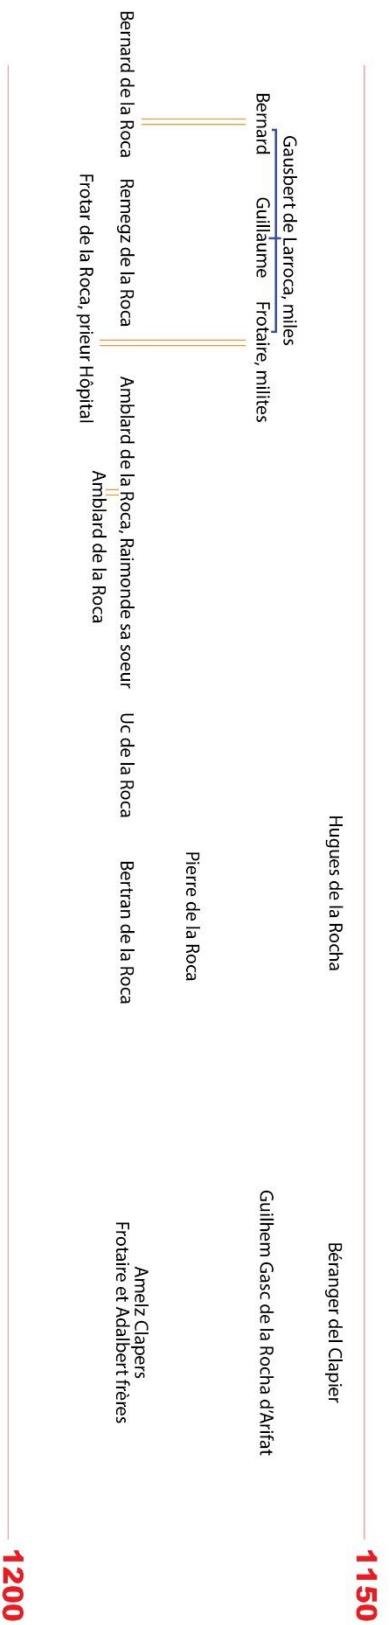 Hugues de la Rocha
Béranger del Clapier
1150
Gausbert de Larroca, miles
Bernard Guillaume Frotaire, milites
Guilhem Gasc de la Rocha d'Arifat
Pierre de la Roca
Bernard de la Roca
Remegz de la Roca
Amblard de la Roca, Raimonde sa soeur
Uc de la Roca
Bertran de la Roca
Amelz Clapers
Frotaire et Adalbert frères
Amblard de la Roca
Frotar de la Roca, prieur Hôpital
1200